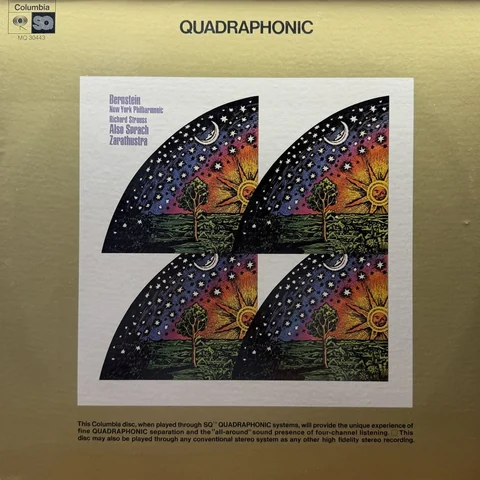 Columbia
SQ
MQ 30443
QUADRAPHONIC
Bernstein
New York Philharmonic
Richard Strauss
Also Sprach
Zarathustra
This Columbia disc, when played through SQ™ QUADRAPHONIC systems, will provide the unique experience of
fine QUADRAPHONIC separation and the "all-around" sound presence of four-channel listening. This
disc may also be played through any conventional stereo system as any other high fidelity stereo recording.